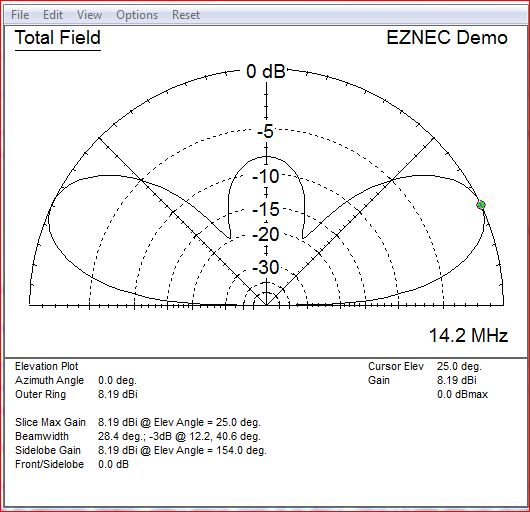 File Edit View Options Reset
Total Field
EZNEC Demo
0 dB
-5
-10
-15
-20
-30
14.2 MHz
Elevation Plot
Azimuth Angle 0.0 deg.
Outer Ring 8.19 dBi
Cursor Elev 25.0 deg.
Gain 8.19 dBi
0.0 dBmax
Slice Max Gain 8.19 dBi @ Elev Angle = 25.0 deg.
Beamwidth 28.4 deg.; -3dB @ 12.2, 40.6 deg.
Sidelobe Gain 8.19 dBi @ Elev Angle = 154.0 deg.
Front/Sidelobe 0.0 dB